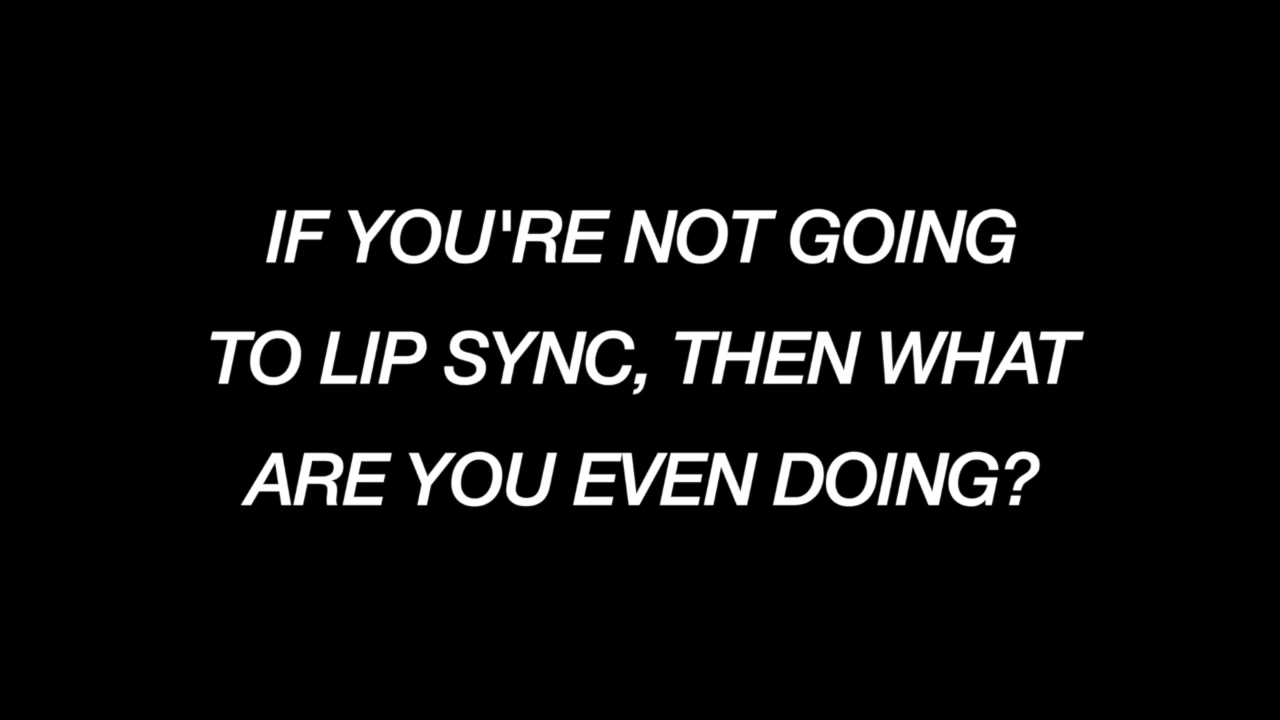 IF YOU'RE NOT GOING
TO LIP SYNC, THEN WHAT
ARE YOU EVEN DOING?